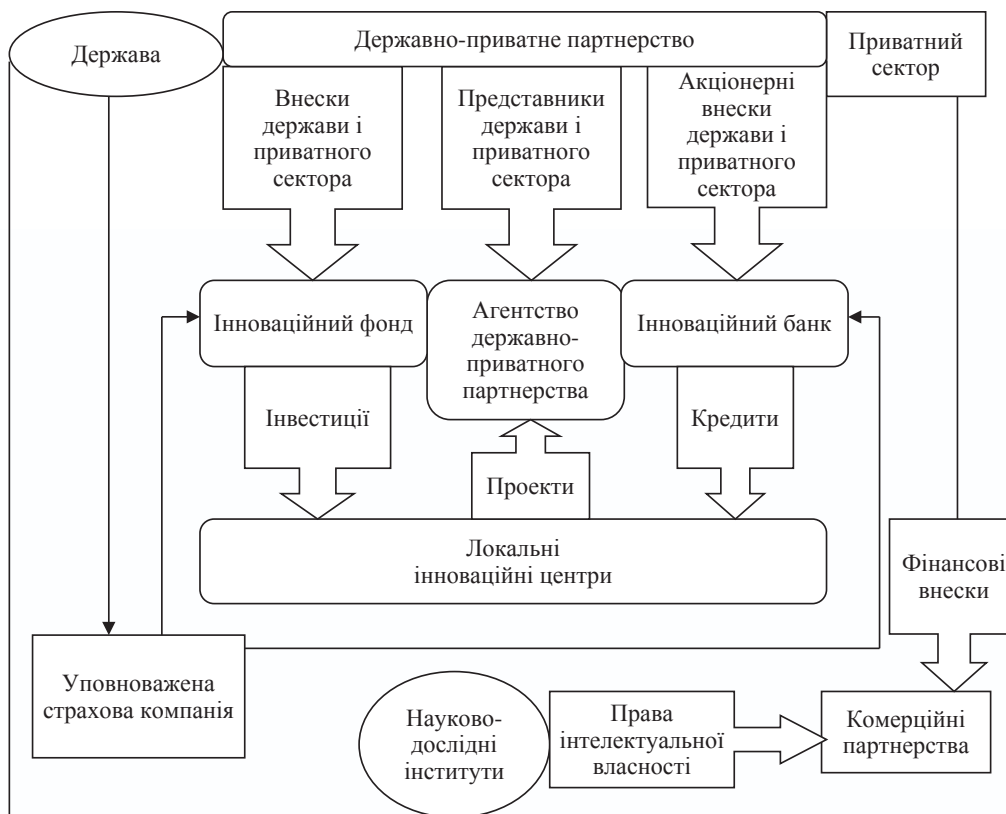 Держава
Державно-приватне партнерство
Приватний
сектор
Внески
держави і
приватного
сектора
Представники
держави і
приватного
сектора
Акціонерні
внески
держави і
приватного
сектора
Інноваційний фонд
Агентство
державно-
приватного
партнерства
Інноваційний банк
Інвестиції
Проекти
Кредити
Локальні
інноваційні центри
Фінансові
внески
Уповноважена
страхова компанія
Науково-
дослідні
інститути
Права
інтелектуальної
власності
Комерційні
партнерства